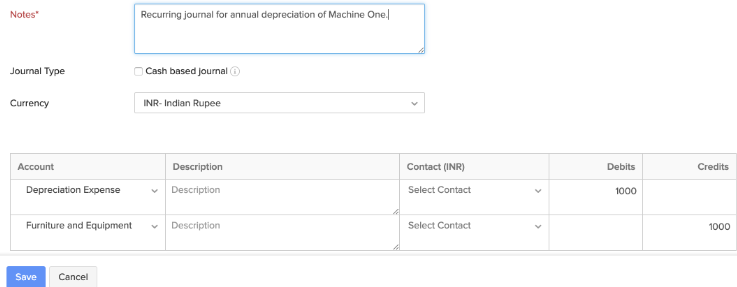 Notes* Recurring journal for annual depreciation of Machine One.
Journal Type Cash based journal
Currency INR- Indian Rupee
Account Description Contact (INR) Debits Credits
Depreciation Expense Description Select Contact 1000
Furniture and Equipment Description Select Contact 1000
Save Cancel